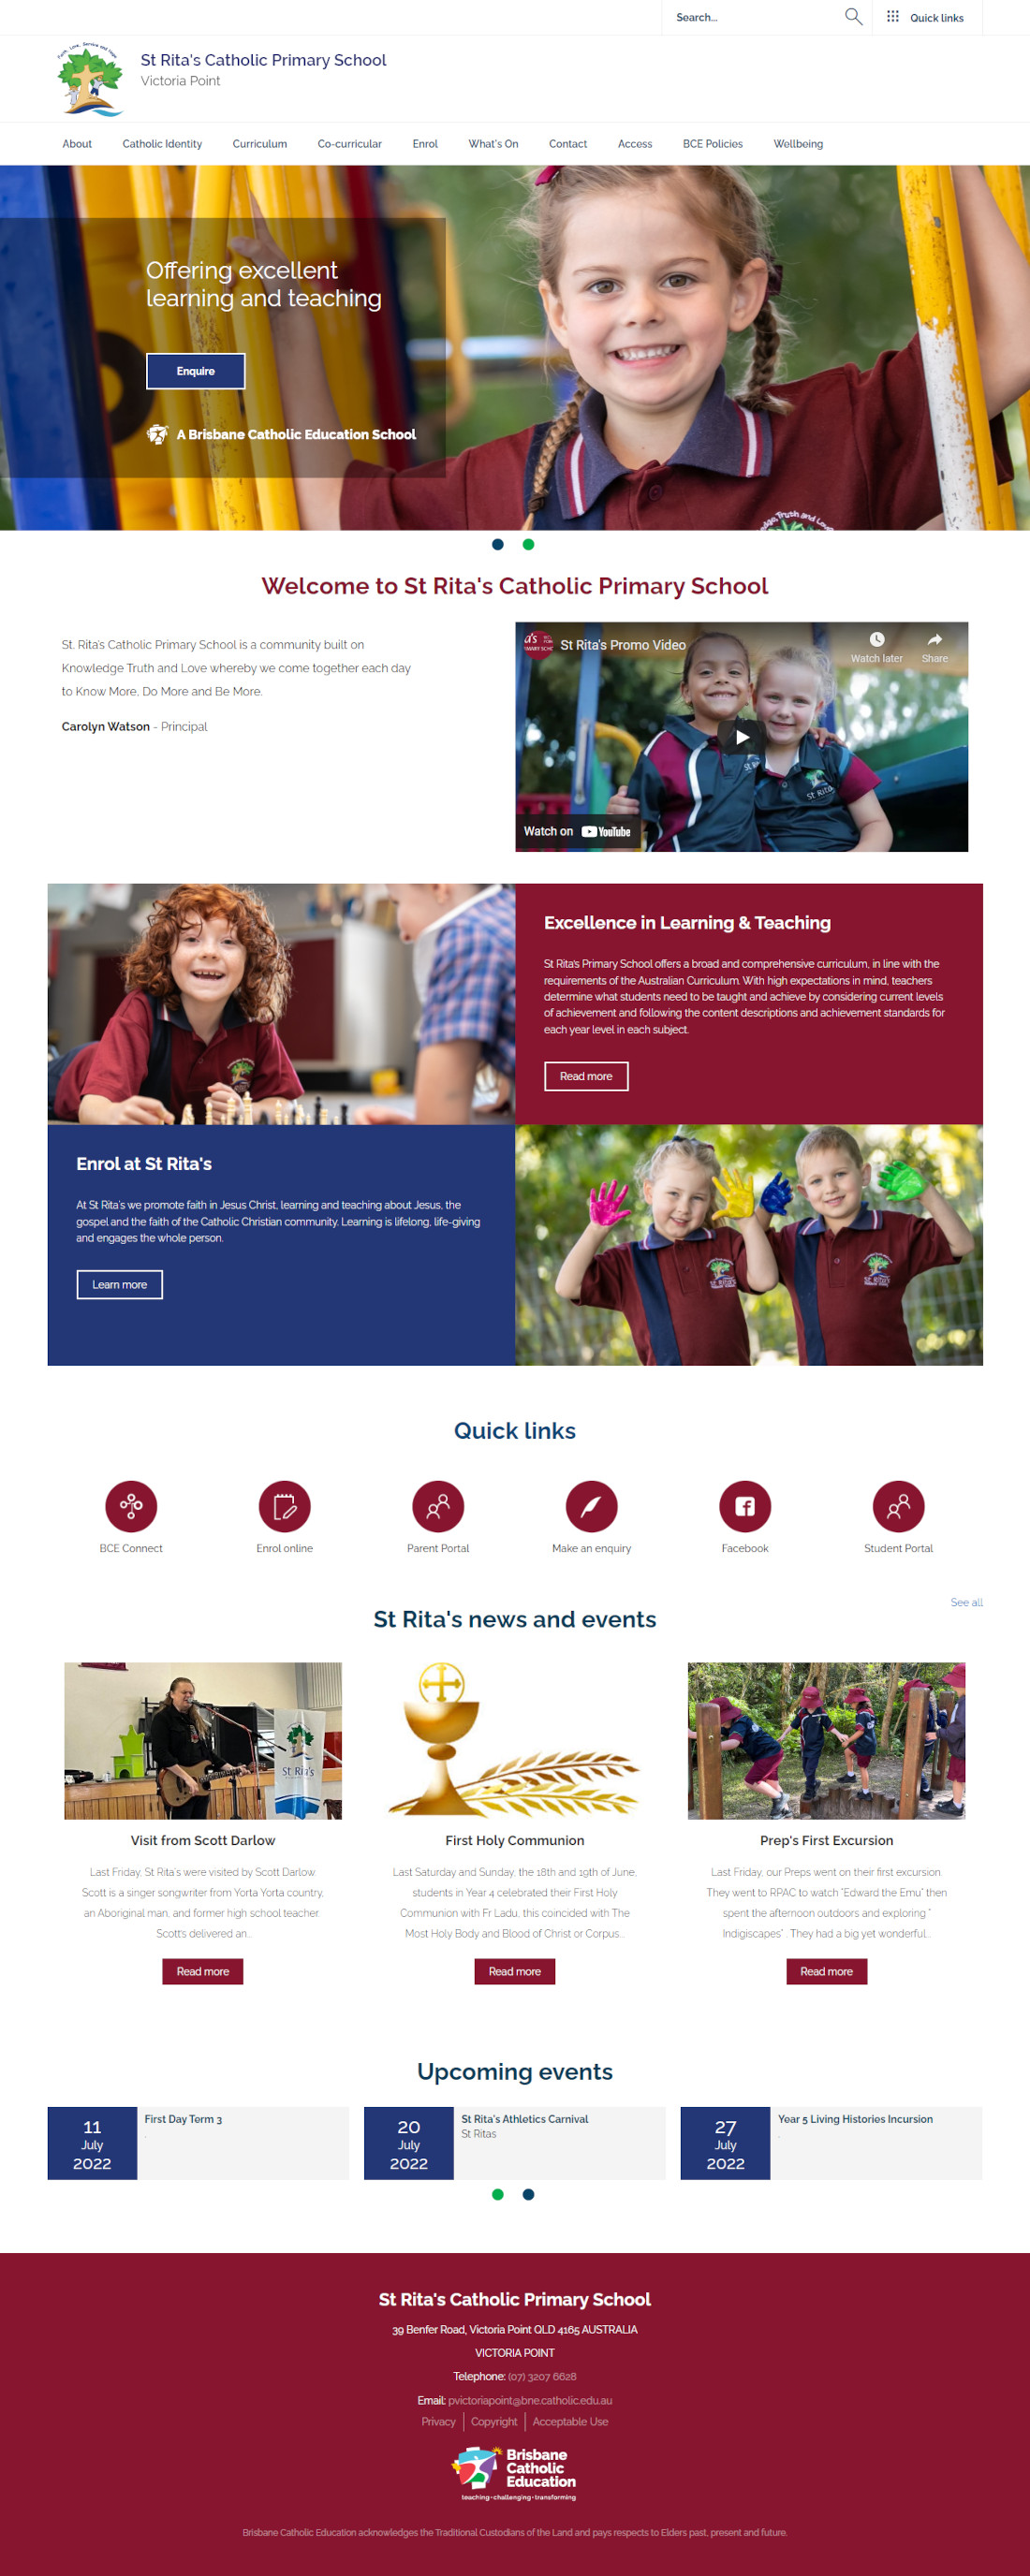 Search...
Quick links
Faith, Love, Service and Hope
St Rita's Catholic Primary School
Victoria Point
About
Catholic Identity
Curriculum
Co-curricular
Enrol
What's On
Contact
Access
BCE Policies
Wellbeing
Offering excellent
learning and teaching
Enquire
A Brisbane Catholic Education School
Truth and
Welcome to St Rita's Catholic Primary School
St. Rita's Catholic Primary School is a community built on
Knowledge Truth and Love whereby we come together each day
to Know More, Do More and Be More.
Carolyn Watson - Principal
St Rita's Promo Video
Watch later
Share
St Rita
Watch on YouTube
Excellence in Learning & Teaching
St Rita's Primary School offers a broad and comprehensive curriculum, in line with the
requirements of the Australian Curriculum. With high expectations in mind, teachers
determine what students need to be taught and achieve by considering current levels
of achievement and following the content descriptions and achievement standards for
each year level in each subject.
Read more
Enrol at St Rita's
At St Rita's we promote faith in Jesus Christ, learning and teaching about Jesus, the
gospel and the faith of the Catholic Christian community. Learning is lifelong, life-giving
and engages the whole person.
Learn more
St Rita's
St Rita's
Quick links
BCE Connect
Enrol online
Parent Portal
Make an enquiry
Facebook
Student Portal
See all
St Rita's news and events
St Rita's
Visit from Scott Darlow
Last Friday, St Rita's were visited by Scott Darlow.
Scott is a singer songwriter from Yorta Yorta country,
an Aboriginal man, and former high school teacher.
Scott's delivered an...
Read more
First Holy Communion
Last Saturday and Sunday, the 18th and 19th of June,
students in Year 4 celebrated their First Holy
Communion with Fr Ladu, this coincided with The
Most Holy Body and Blood of Christ or Corpus...
Read more
Prep's First Excursion
Last Friday, our Preps went on their first excursion.
They went to RPAC to watch "Edward the Emu" then
spent the afternoon outdoors and exploring "
Indigiscapes" . They had a big yet wonderful...
Read more
Upcoming events
11
July
2022
First Day Term 3
.
20
July
2022
St Rita's Athletics Carnival
St Ritas
27
July
2022
Year 5 Living Histories Incursion
.
St Rita's Catholic Primary School
39 Benfer Road, Victoria Point QLD 4165 AUSTRALIA
VICTORIA POINT
Telephone: (07) 3207 6628
Email: pvictoriapoint@bne.catholic.edu.au
Privacy | Copyright | Acceptable Use
Brisbane
Catholic
Education
teaching·challenging·transforming
Brisbane Catholic Education acknowledges the Traditional Custodians of the Land and pays respects to Elders past, present and future.